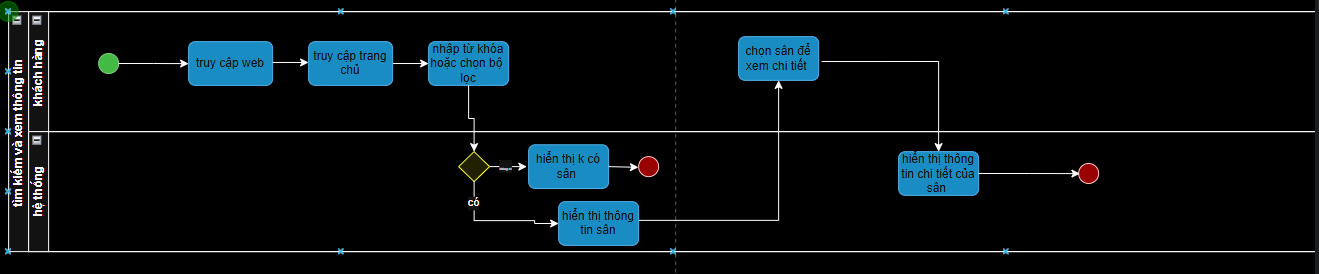 tìm kiếm và xem thông tin
khách hàng
truy cập web
truy cập trang
chủ
nhập từ khóa
hoặc chọn bộ
lọc
chọn sân để
xem chi tiết
hệ thống
hiển thị k có
sân
có
hiển thị thông
tin sân
hiển thị thông
tin chi tiết của
sân